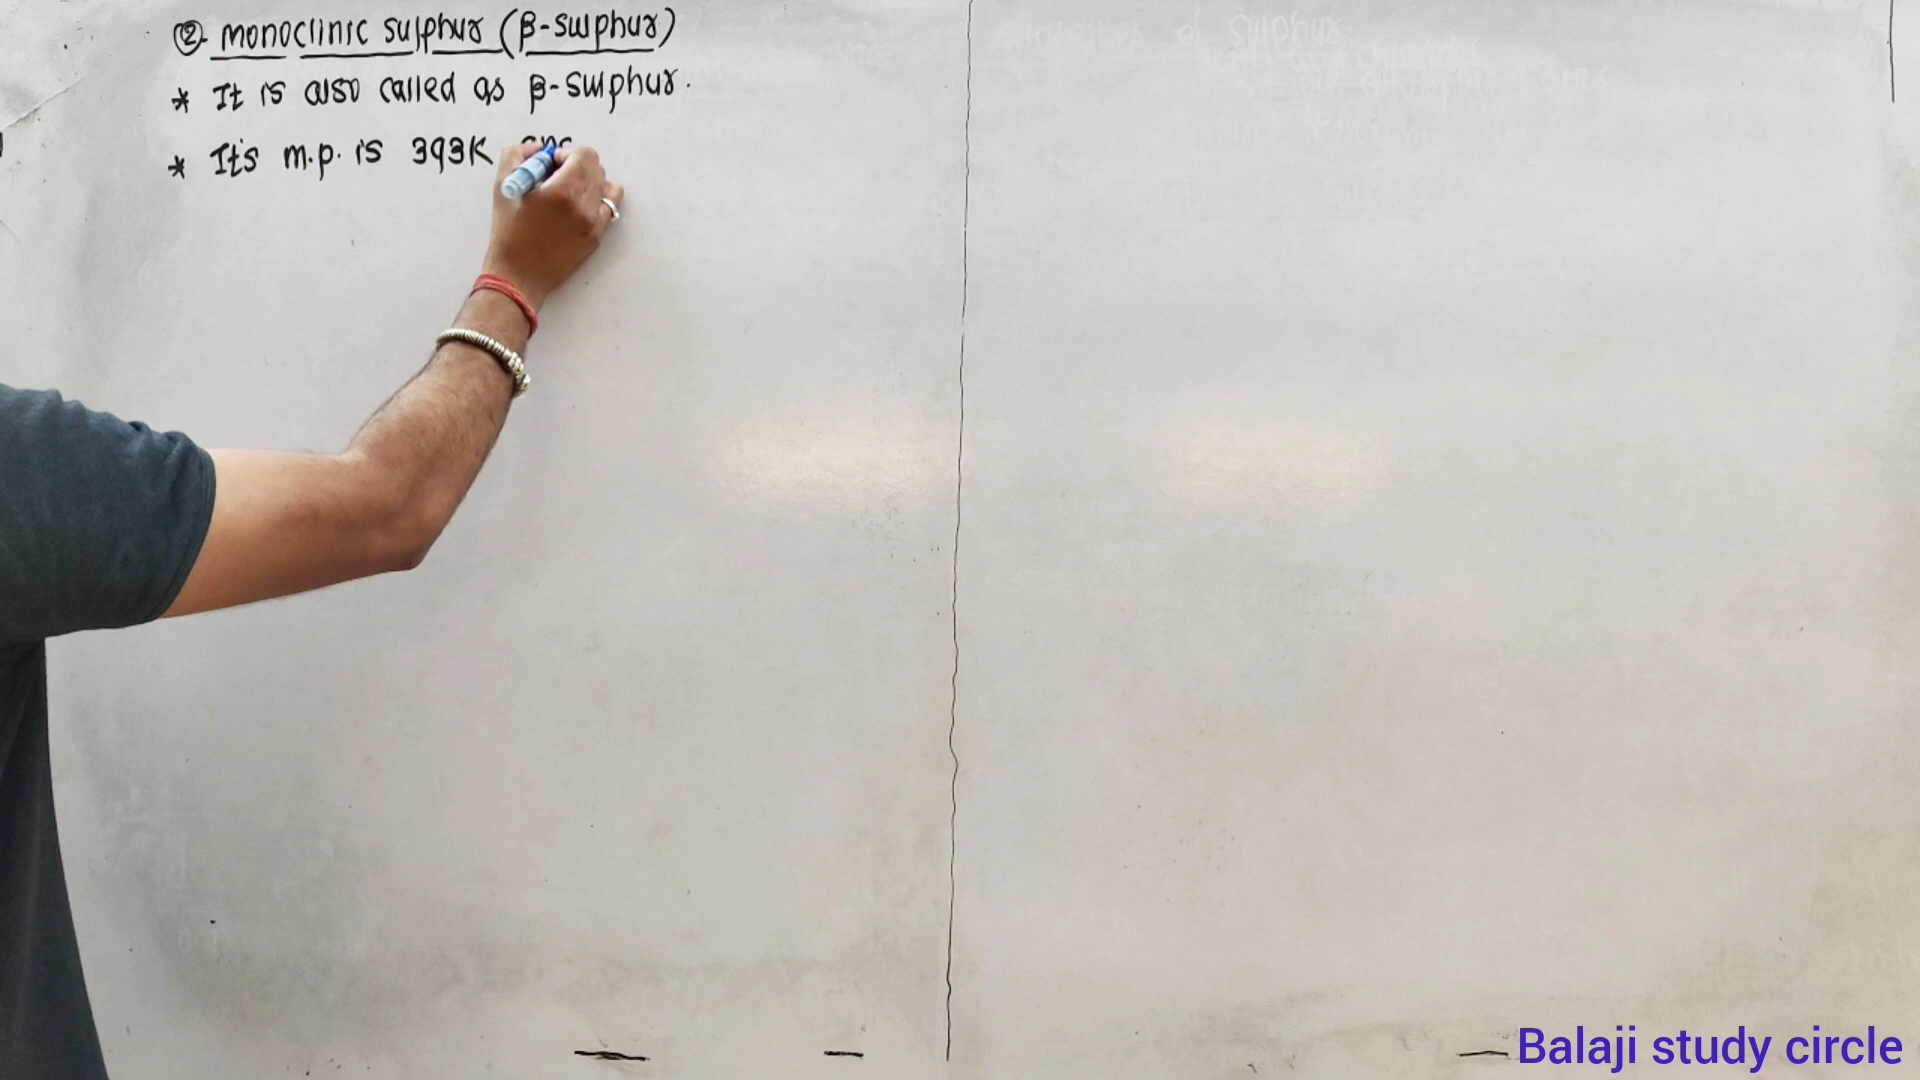 ②. monoclinic sulphur (β-sulphur)
* It is also called as β-sulphur.
* It's m.p. is 393K
Balaji study circle